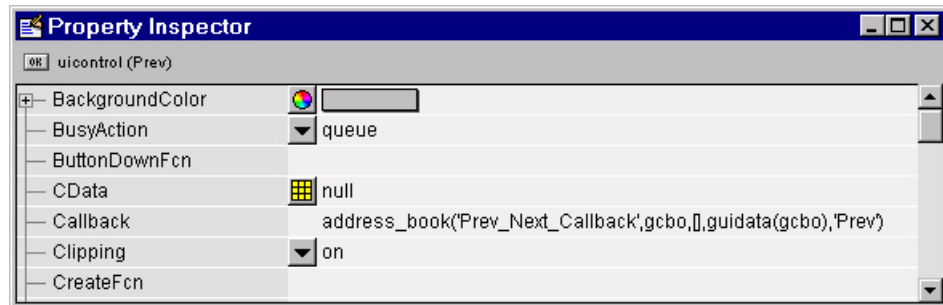 Property Inspector
OK uicontrol (Prev)
BackgroundColor
BusyAction queue
ButtonDownFcn
CData null
Callback address_book('Prev_Next_Callback',gcbo,[],guidata(gcbo),'Prev')
Clipping on
CreateFcn